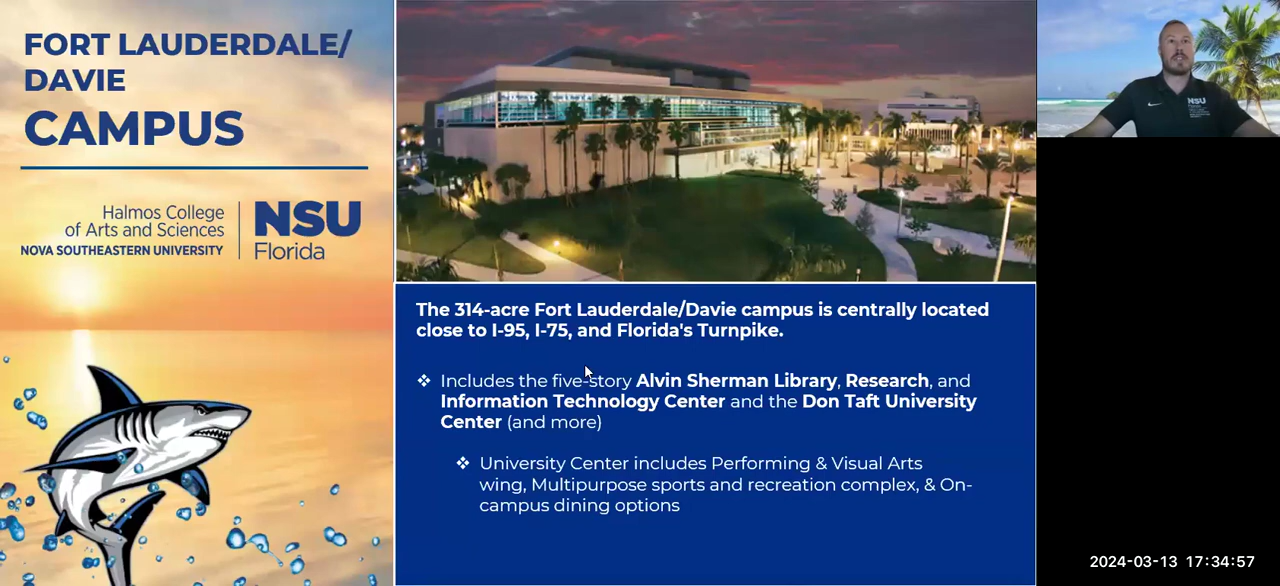 FORT LAUDERDALE/
DAVIE
CAMPUS
Halmos College
of Arts and Sciences
NOVA SOUTHEASTERN UNIVERSITY
NSU
Florida
The 314-acre Fort Lauderdale/Davie campus is centrally located
close to I-95, I-75, and Florida's Turnpike.
❖ Includes the five-story Alvin Sherman Library, Research, and
Information Technology Center and the Don Taft University
Center (and more)
❖ University Center includes Performing & Visual Arts
wing, Multipurpose sports and recreation complex, & On-
campus dining options
NSU
2024-03-13 17:34:57